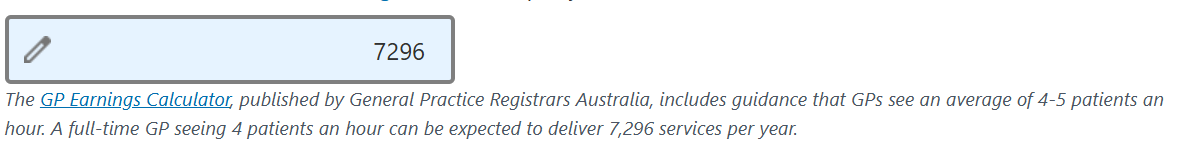 7296
The GP Earnings Calculator, published by General Practice Registrars Australia, includes guidance that GPs see an average of 4-5 patients an
hour. A full-time GP seeing 4 patients an hour can be expected to deliver 7,296 services per year.